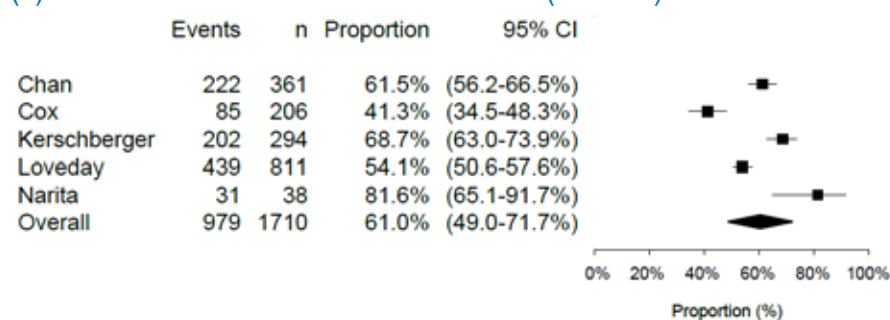 Events n Proportion 95% CI
Chan 222 361 61.5% (56.2-66.5%)
Cox 85 206 41.3% (34.5-48.3%)
Kerschberger 202 294 68.7% (63.0-73.9%)
Loveday 439 811 54.1% (50.6-57.6%)
Narita 31 38 81.6% (65.1-91.7%)
Overall 979 1710 61.0% (49.0-71.7%)
0% 20% 40% 60% 80% 100%
Proportion (%)